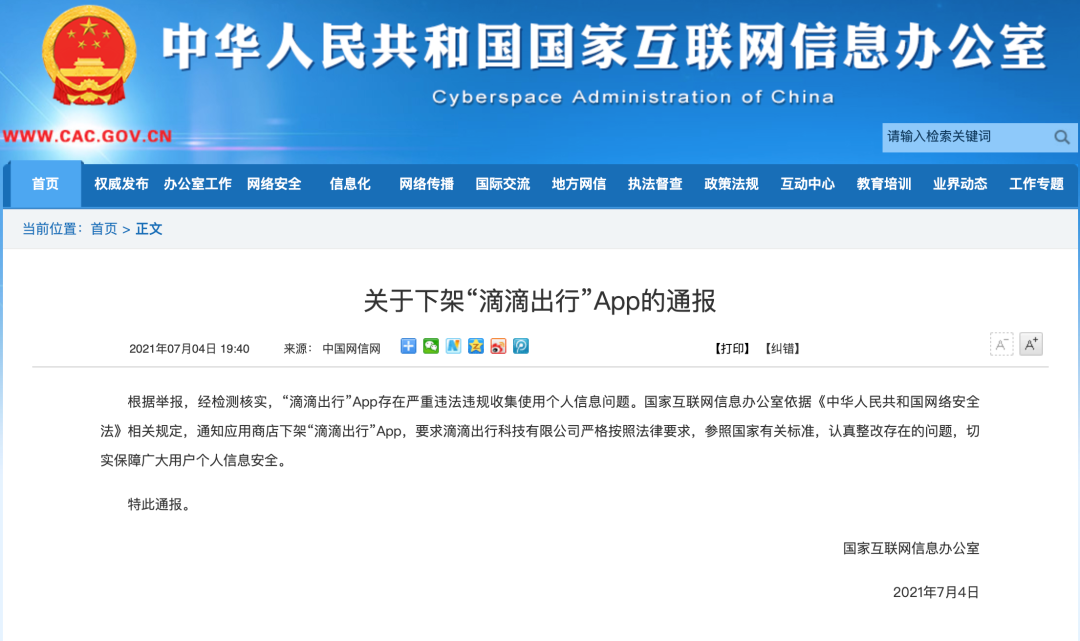 中华人民共和国国家互联网信息办公室
Cyberspace Administration of China
WWW.CAC.GOV.CN
请输入检索关键词
首页 权威发布 办公室工作 网络安全 信息化 网络传播 国际交流 地方网信 执法督查 政策法规 互动中心 教育培训 业界动态 工作专题
当前位置：首页 > 正文
关于下架“滴滴出行”App的通报
2021年07月04日 19:40 来源： 中国网信网 【打印】 【纠错】 A- A+
根据举报，经检测核实，“滴滴出行”App存在严重违法违规收集使用个人信息问题。国家互联网信息办公室依据《中华人民共和国网络安全
法》相关规定，通知应用商店下架“滴滴出行”App，要求滴滴出行科技有限公司严格按照法律要求，参照国家有关标准，认真整改存在的问题，切
实保障广大用户个人信息安全。
特此通报。
国家互联网信息办公室
2021年7月4日